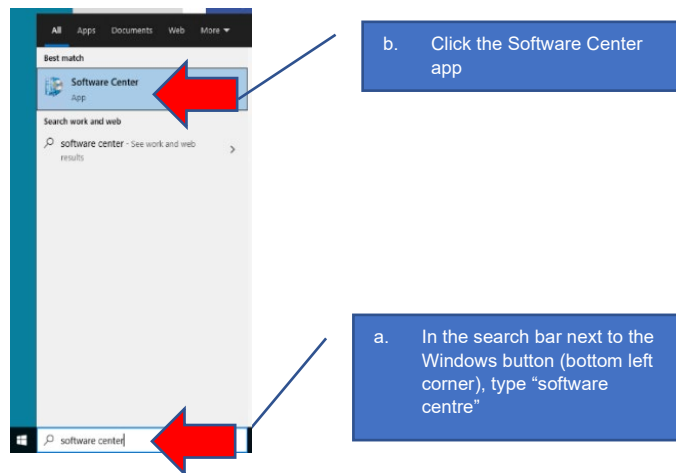 All Apps Documents Web More
Best match
Software Center
App
Search work and web
software center - See work and web
results
software center
b. Click the Software Center
app
a. In the search bar next to the
Windows button (bottom left
corner), type “software
centre”